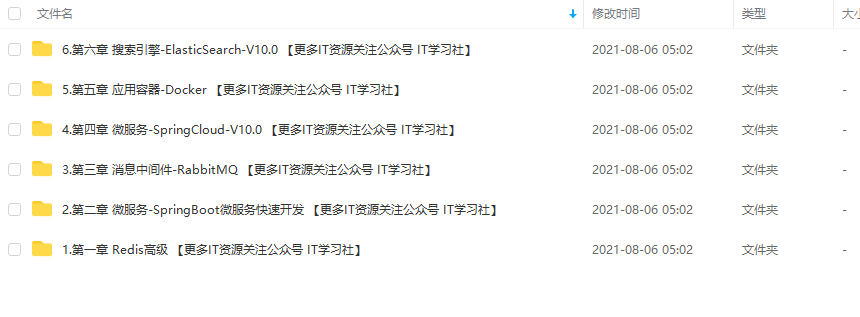 文件名 修改时间 类型 大小
6.第六章 搜索引擎-ElasticSearch-V10.0 【更多IT资源关注公众号 IT学习社】 2021-08-06 05:02 文件夹 -
5.第五章 应用容器-Docker 【更多IT资源关注公众号 IT学习社】 2021-08-06 05:02 文件夹 -
4.第四章 微服务-SpringCloud-V10.0 【更多IT资源关注公众号 IT学习社】 2021-08-06 05:02 文件夹 -
3.第三章 消息中间件-RabbitMQ 【更多IT资源关注公众号 IT学习社】 2021-08-06 05:02 文件夹 -
2.第二章 微服务-SpringBoot微服务快速开发 【更多IT资源关注公众号 IT学习社】 2021-08-06 05:02 文件夹 -
1.第一章 Redis高级 【更多IT资源关注公众号 IT学习社】 2021-08-06 05:02 文件夹 -